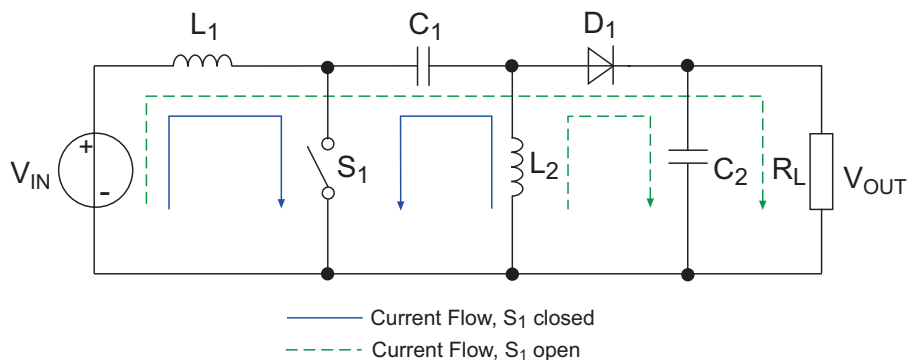 L1
C1
D1
+
-
VIN
S1
L2
C2
RL
VOUT
Current Flow, S1 closed
Current Flow, S1 open